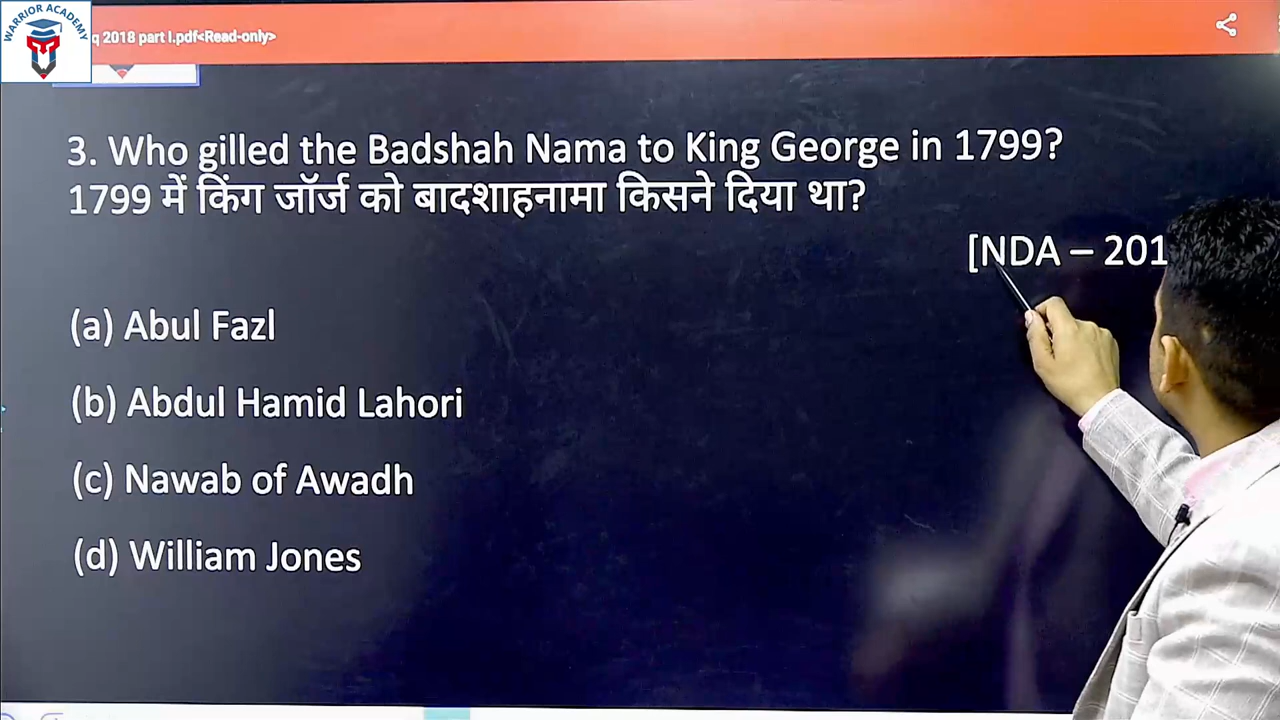 WARRIOR ACADEMY
q 2018 part I.pdf<Read-only>
3. Who gilled the Badshah Nama to King George in 1799?
1799 में किंग जॉर्ज को बादशाहनामा किसने दिया था?
[NDA – 201
(a) Abul Fazl
(b) Abdul Hamid Lahori
(c) Nawab of Awadh
(d) William Jones